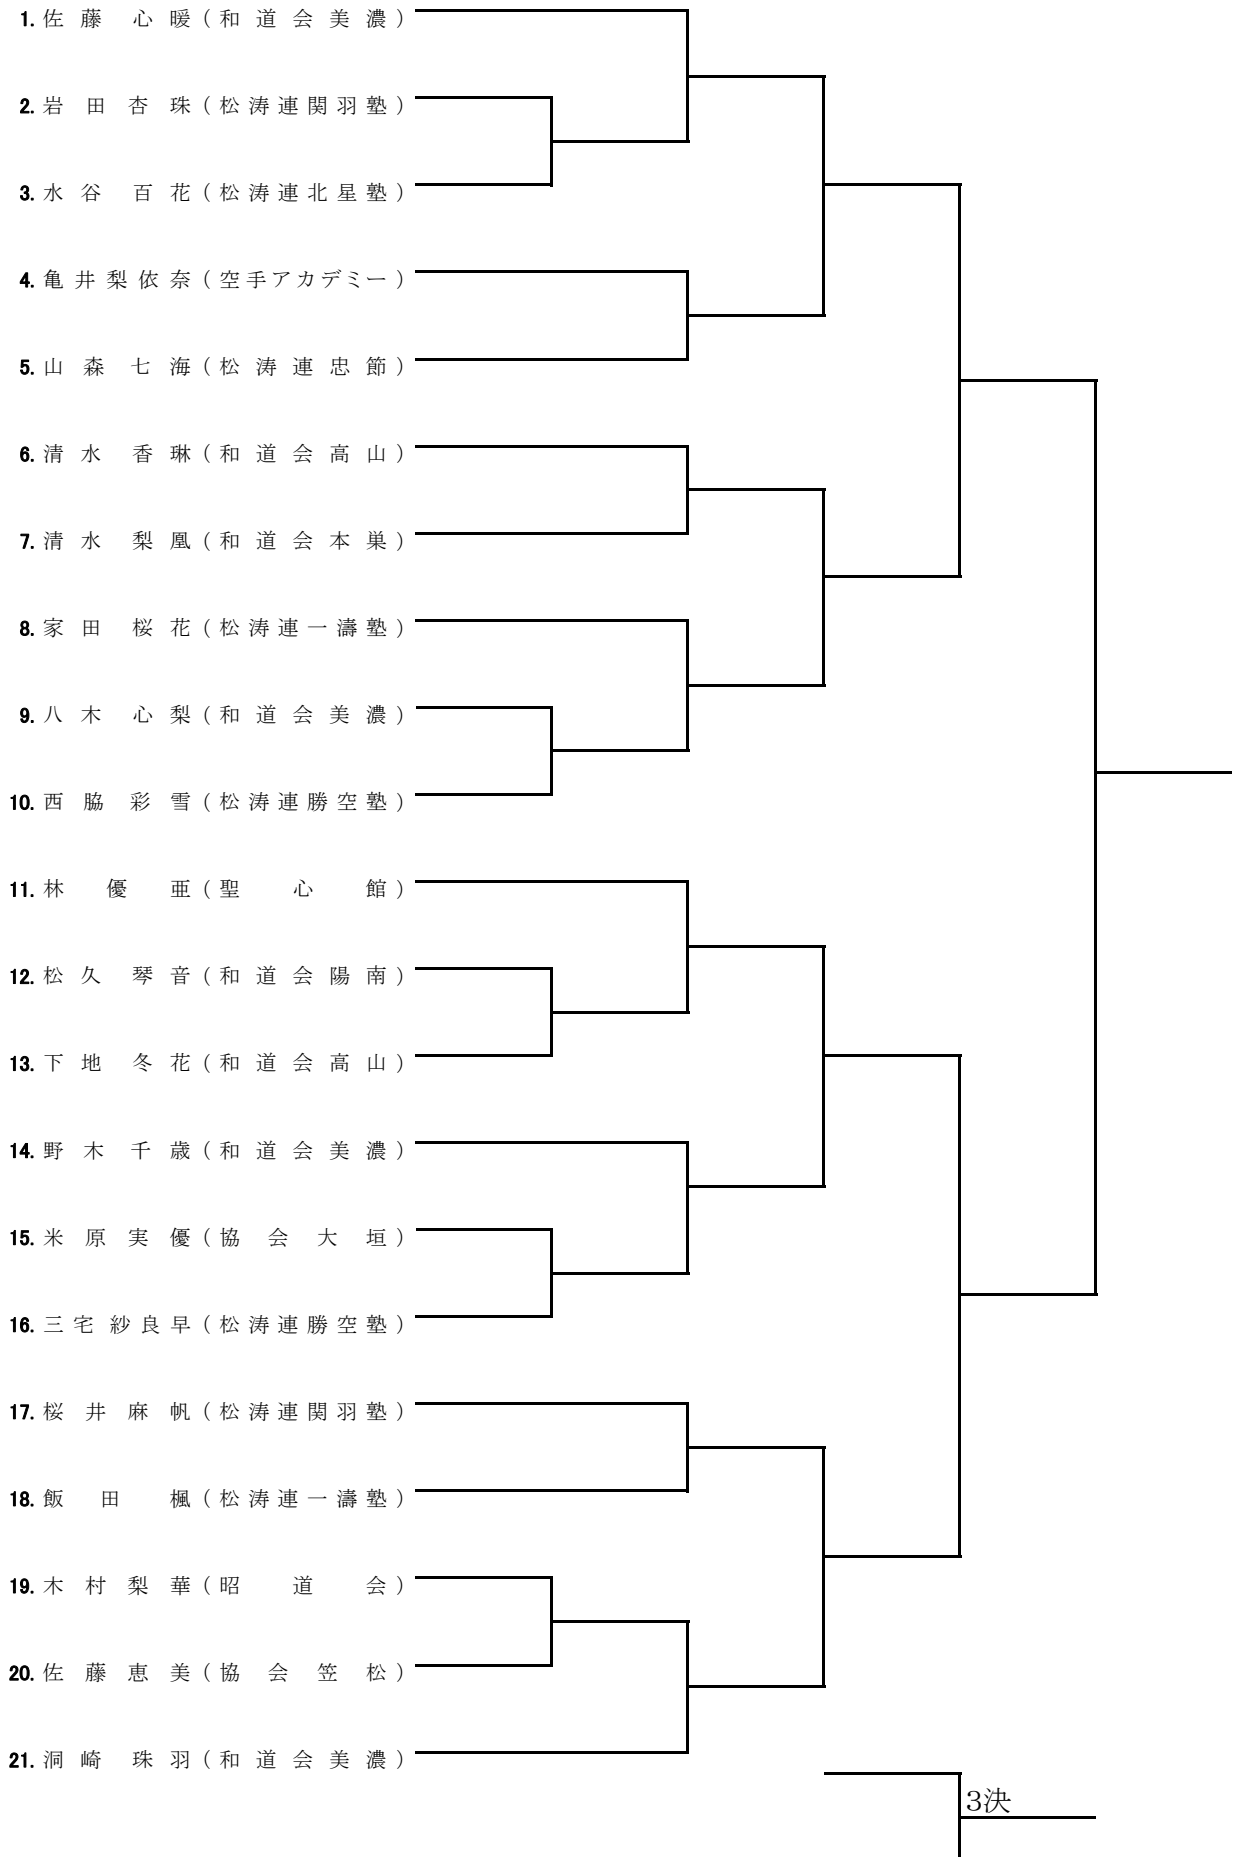 1. 佐藤 心暖(和道会美濃)
2. 岩田杏珠(松涛連関羽塾)
3. 水谷 百花(松涛連北星塾)
4. 亀井梨依奈(空手アカデミー)
5. 山森七海(松涛連忠節)
6. 清水 香琳(和道会高山)
7. 清水 梨凰(和道会本巣)
8. 家田 桜花(松涛連一濤塾)
9. 八木 心梨(和道会美濃)
10. 西脇彩雪(松涛連勝空塾)
11. 林優亜(聖心館)
12. 松久 琴音(和道会陽南)
13. 下地 冬花(和道会高山)
14. 野木千歳(和道会美濃)
15. 米原実優(協会大垣)
16. 三宅紗良早(松涛連勝空塾)
17. 桜井麻帆(松涛連関羽塾)
18. 飯田楓(松涛連一濤塾)
19. 木村梨華(昭道会)
20. 佐藤恵美(協会笠松)
21. 洞崎 珠羽(和道会美濃)
3決